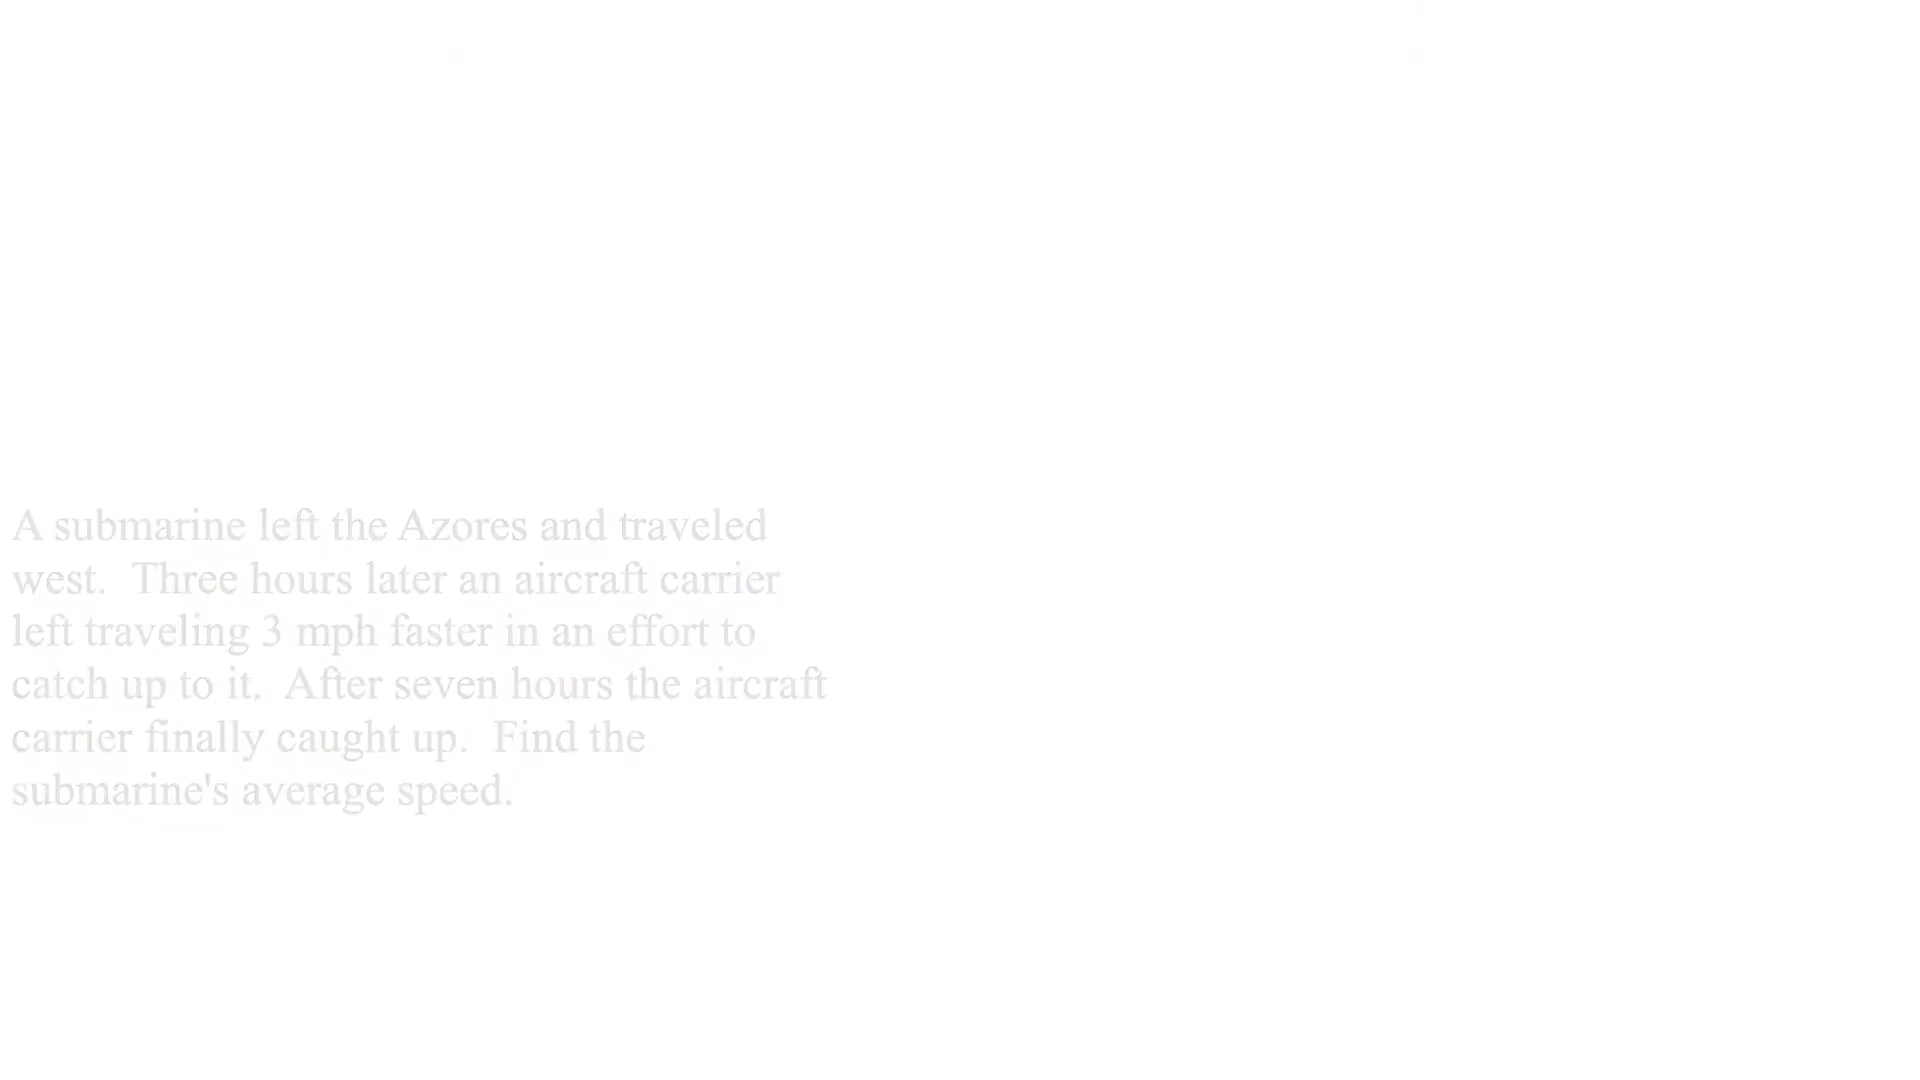 A submarine left the Azores and traveled
west.  Three hours later an aircraft carrier
left traveling 3 mph faster in an effort to
catch up to it.  After seven hours the aircraft
carrier finally caught up.  Find the
submarine's average speed.